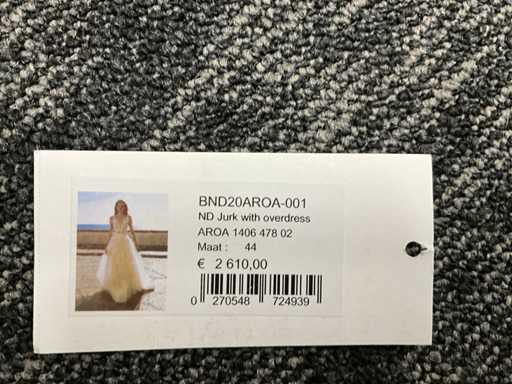 BND20AROA-001
ND Jurk with overdress
AROA 1406 478 02
Maat : 44
€ 2 610,00
0 270548 724939